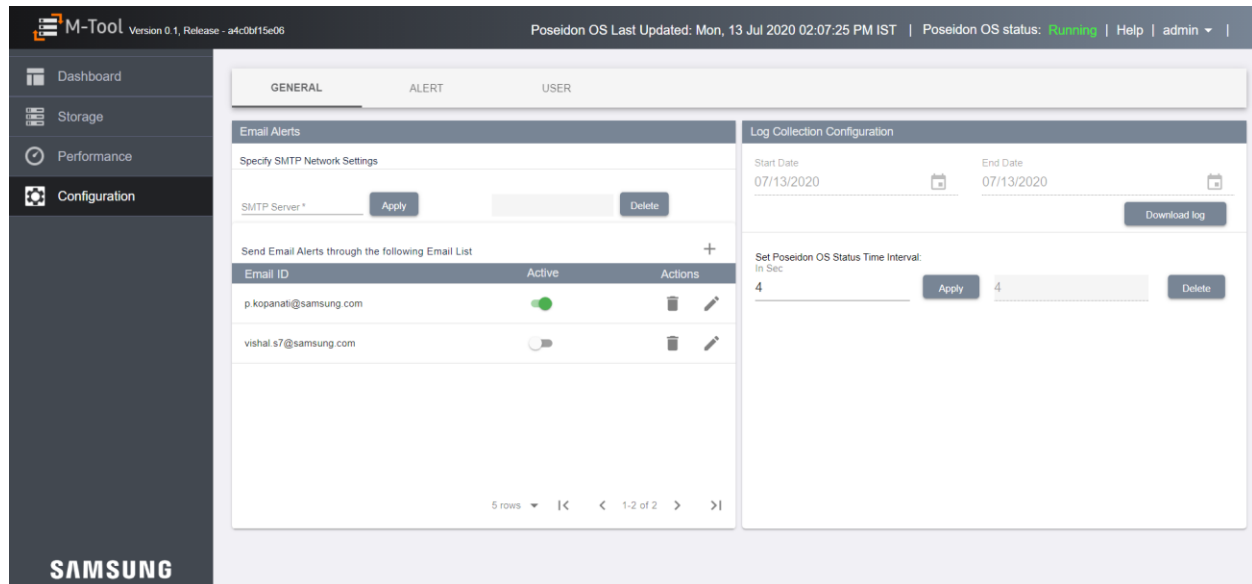 M-Tool Version 0.1, Release - a4c0bf15e06
Poseidon OS Last Updated: Mon, 13 Jul 2020 02:07:25 PM IST | Poseidon OS status: Running | Help | admin |
Dashboard
Storage
Performance
Configuration
SAMSUNG
GENERAL ALERT USER
Email Alerts
Specify SMTP Network Settings
SMTP Server * Apply Delete
Send Email Alerts through the following Email List
Email ID Active Actions
p.kopanati@samsung.com
vishal.s7@samsung.com
5 rows 1-2 of 2
Log Collection Configuration
Start Date End Date
07/13/2020 07/13/2020
Download log
Set Poseidon OS Status Time Interval:
In Sec
4 Apply 4 Delete